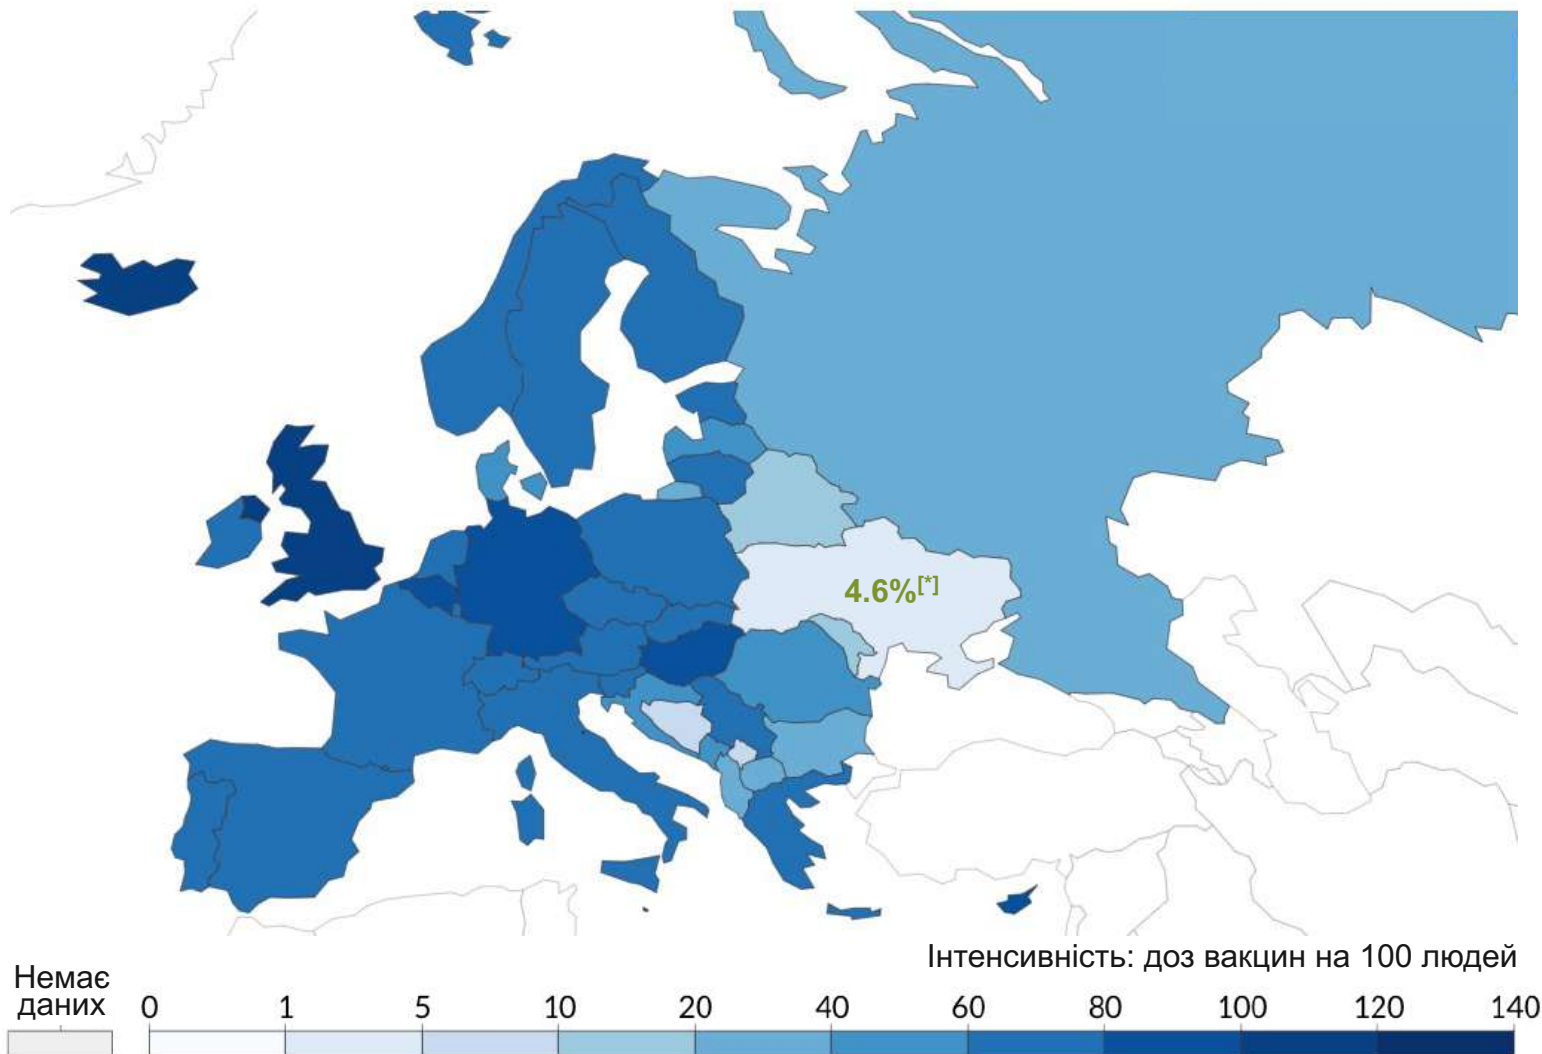 4.6%[*]
Інтенсивність: доз вакцин на 100 людей
Немає
даних
0 1 5 10 20 40 60 80 100 120 140